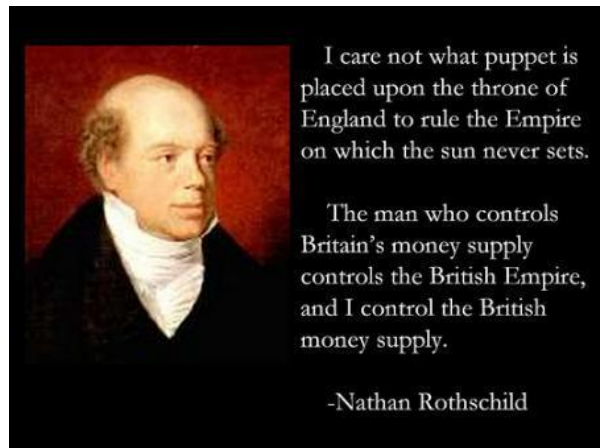 I care not what puppet is
placed upon the throne of
England to rule the Empire
on which the sun never sets.
The man who controls
Britain's money supply
controls the British Empire,
and I control the British
money supply.
-Nathan Rothschild